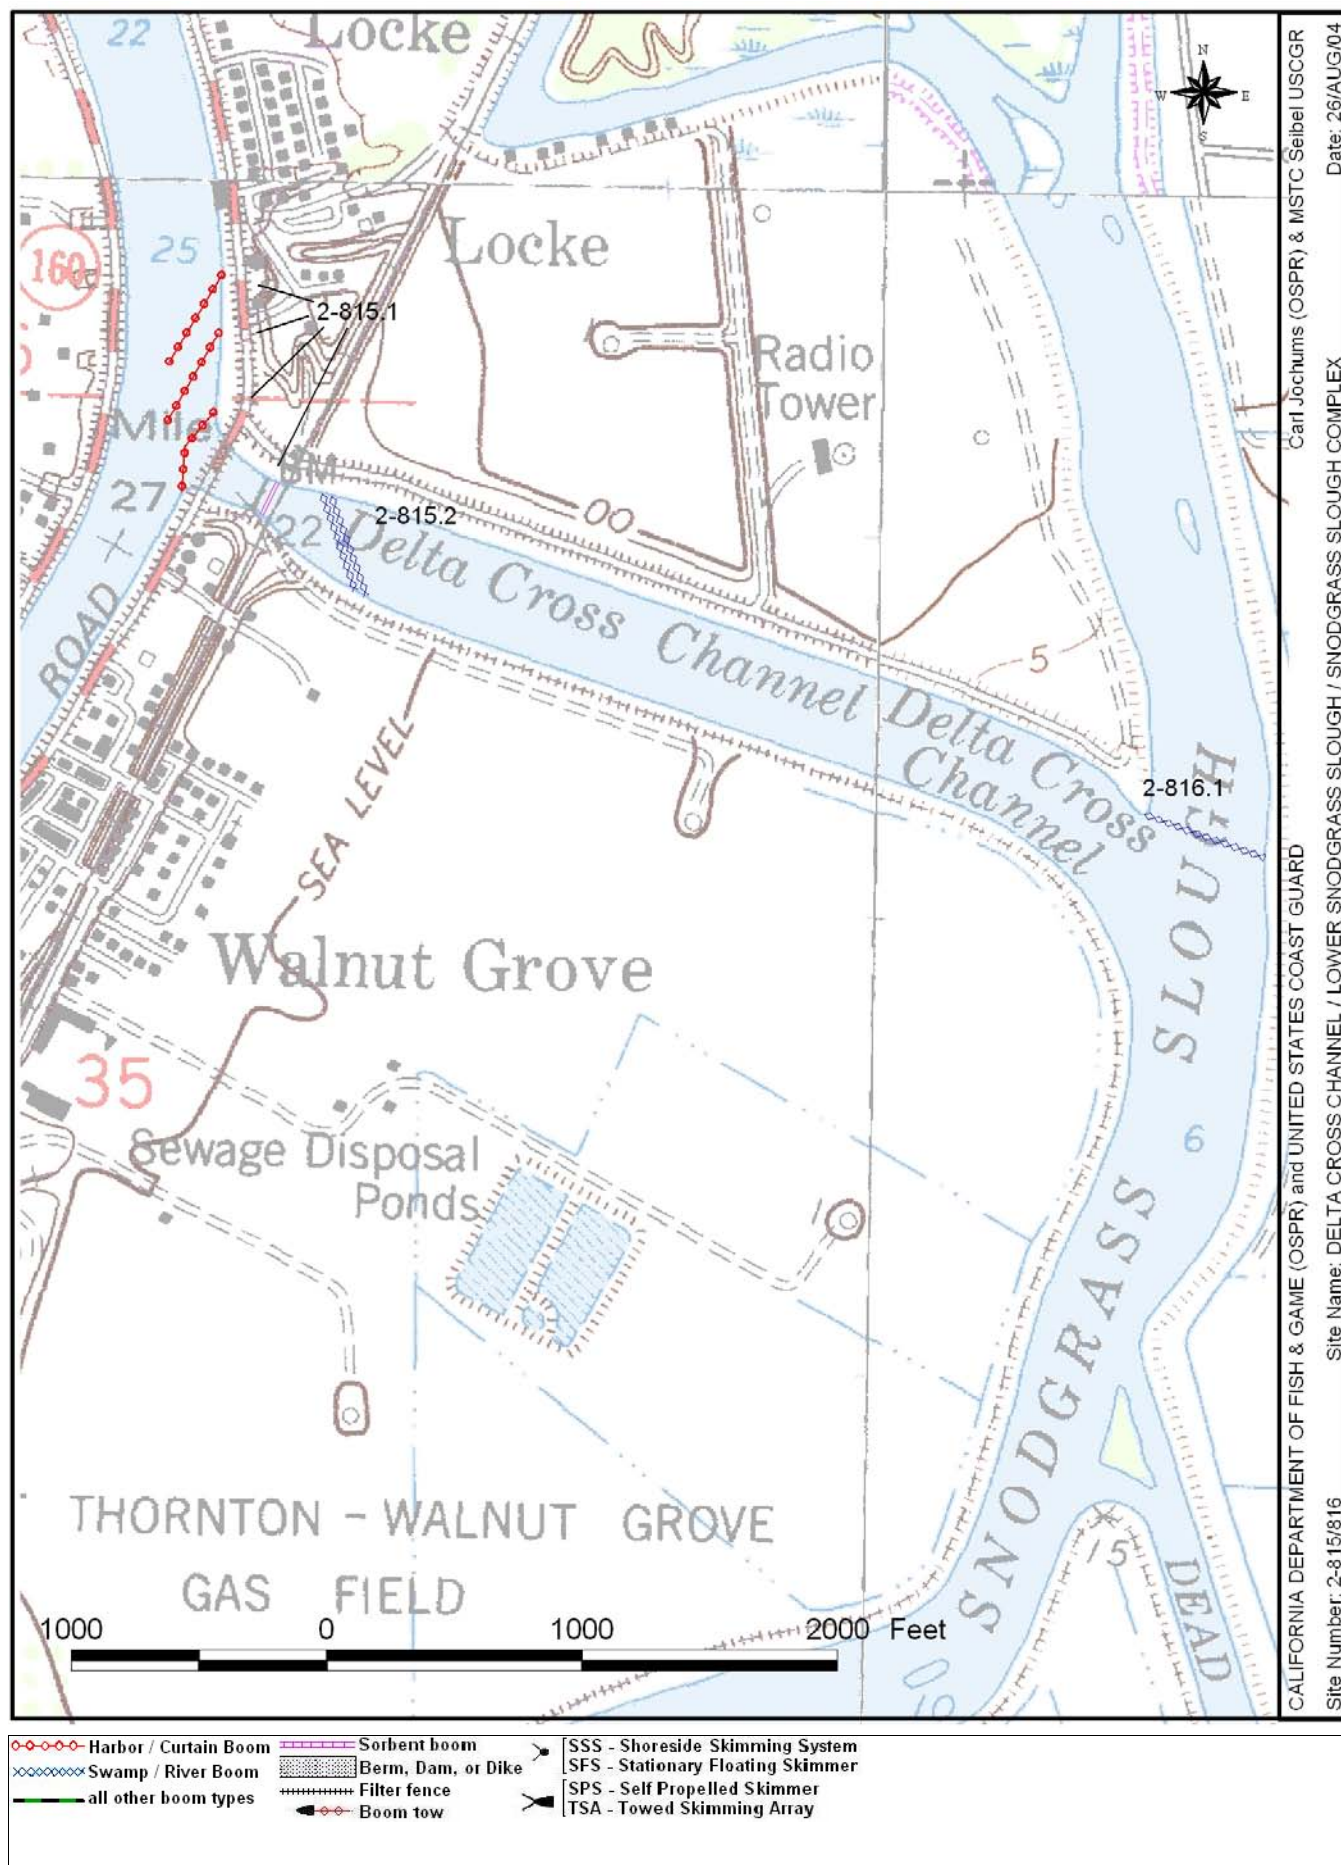 22
Locke
N
W E
S
25
160
Locke
2-815.1
Radio
Tower
Mile
27
22
2-815.2
00
Delta Cross Channel
Delta Cross
Channel
5
ROAD
SEA LEVEL
2-816.1
Walnut Grove
35
Sewage Disposal
Ponds
6
SNODGRASS SLOUGH
15
DEAD
THORNTON - WALNUT GROVE
GAS FIELD
1000 0 1000 2000 Feet
CALIFORNIA DEPARTMENT OF FISH & GAME (OSPR) and UNITED STATES COAST GUARD
Carl Jochums (OSPR) & MSTC Seibel USCGR
Site Number: 2-815/816
Site Name: DELTA CROSS CHANNEL / LOWER SNODGRASS SLOUGH / SNODGRASS SLOUGH COMPLEX
Date: 26/AUG/04
Harbor / Curtain Boom
Swamp / River Boom
all other boom types
Sorbent boom
Berm, Dam, or Dike
Filter fence
Boom tow
SSS - Shoreside Skimming System
SFS - Stationary Floating Skimmer
SPS - Self Propelled Skimmer
TSA - Towed Skimming Array